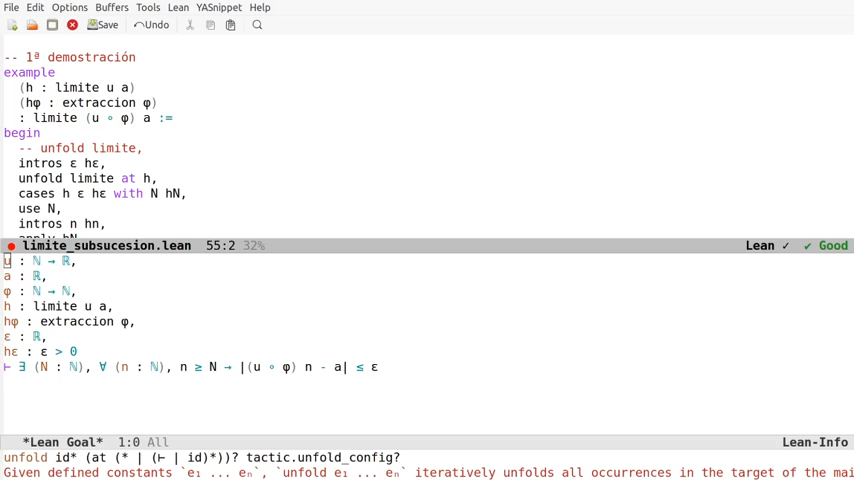 File Edit Options Buffers Tools Lean YASnippet Help
Save Undo
-- 1ª demostración
example
(h : limite u a)
(hφ : extraccion φ)
: limite (u ∘ φ) a :=
begin
-- unfold limite,
intros ε hε,
unfold limite at h,
cases h ε hε with N hN,
use N,
intros n hn,
apply hN
limite_subsucesion.lean 55:2 32% Lean ✓ ✔ Good
u : ℕ → ℝ,
a : ℝ,
φ : ℕ → ℕ,
h : limite u a,
hφ : extraccion φ,
ε : ℝ,
hε : ε > 0
⊢ ∃ (N : ℕ), ∀ (n : ℕ), n ≥ N → |(u ∘ φ) n - a| ≤ ε
*Lean Goal* 1:0 All Lean-Info
unfold id* (at (* | (⊢ | id)*))? tactic.unfold_config?
Given defined constants `e₁ ... eₙ`, `unfold e₁ ... eₙ` iteratively unfolds all occurrences in the target of the mai